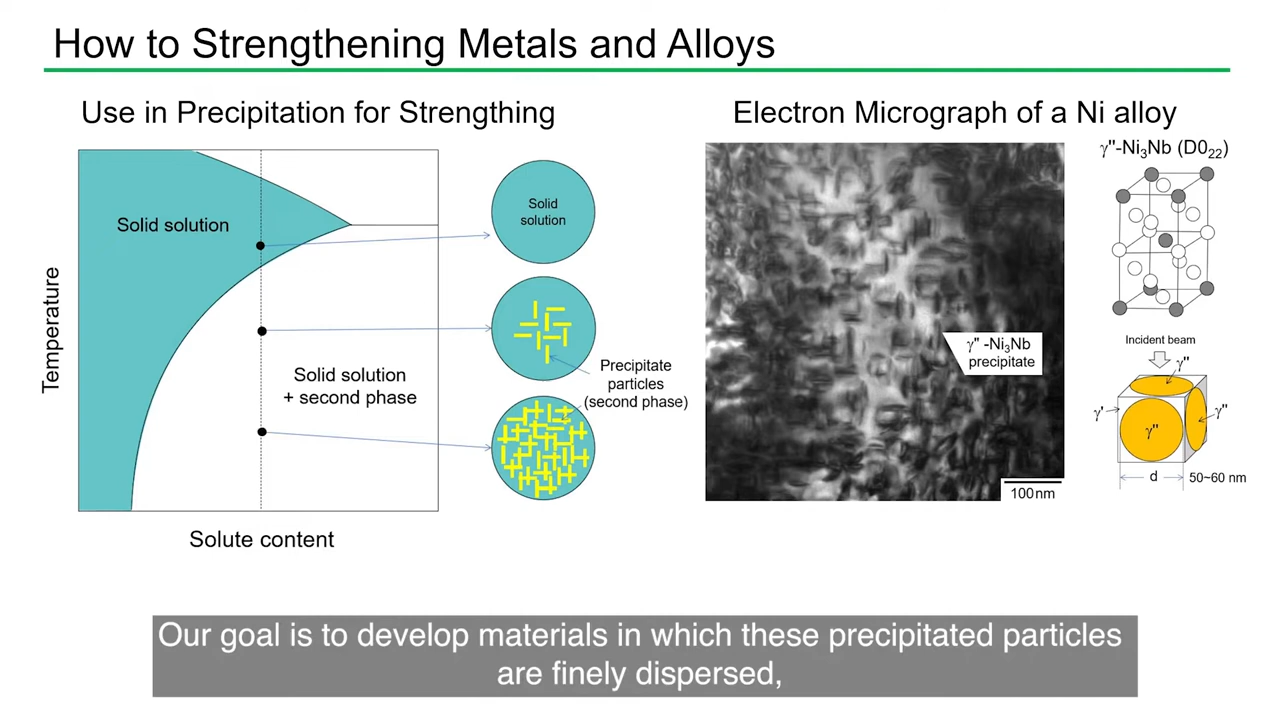 How to Strengthening Metals and Alloys
Use in Precipitation for Strengthing
Temperature
Solid solution
Solid solution
+ second phase
Solute content
Solid
solution
Precipitate
particles
(second phase)
Electron Micrograph of a Ni alloy
γ" -Ni₃Nb
precipitate
100nm
γ"-Ni₃Nb (D0₂₂)
Incident beam
γ"
γ'
γ"
γ"
d
50~60 nm
Our goal is to develop materials in which these precipitated particles
are finely dispersed,